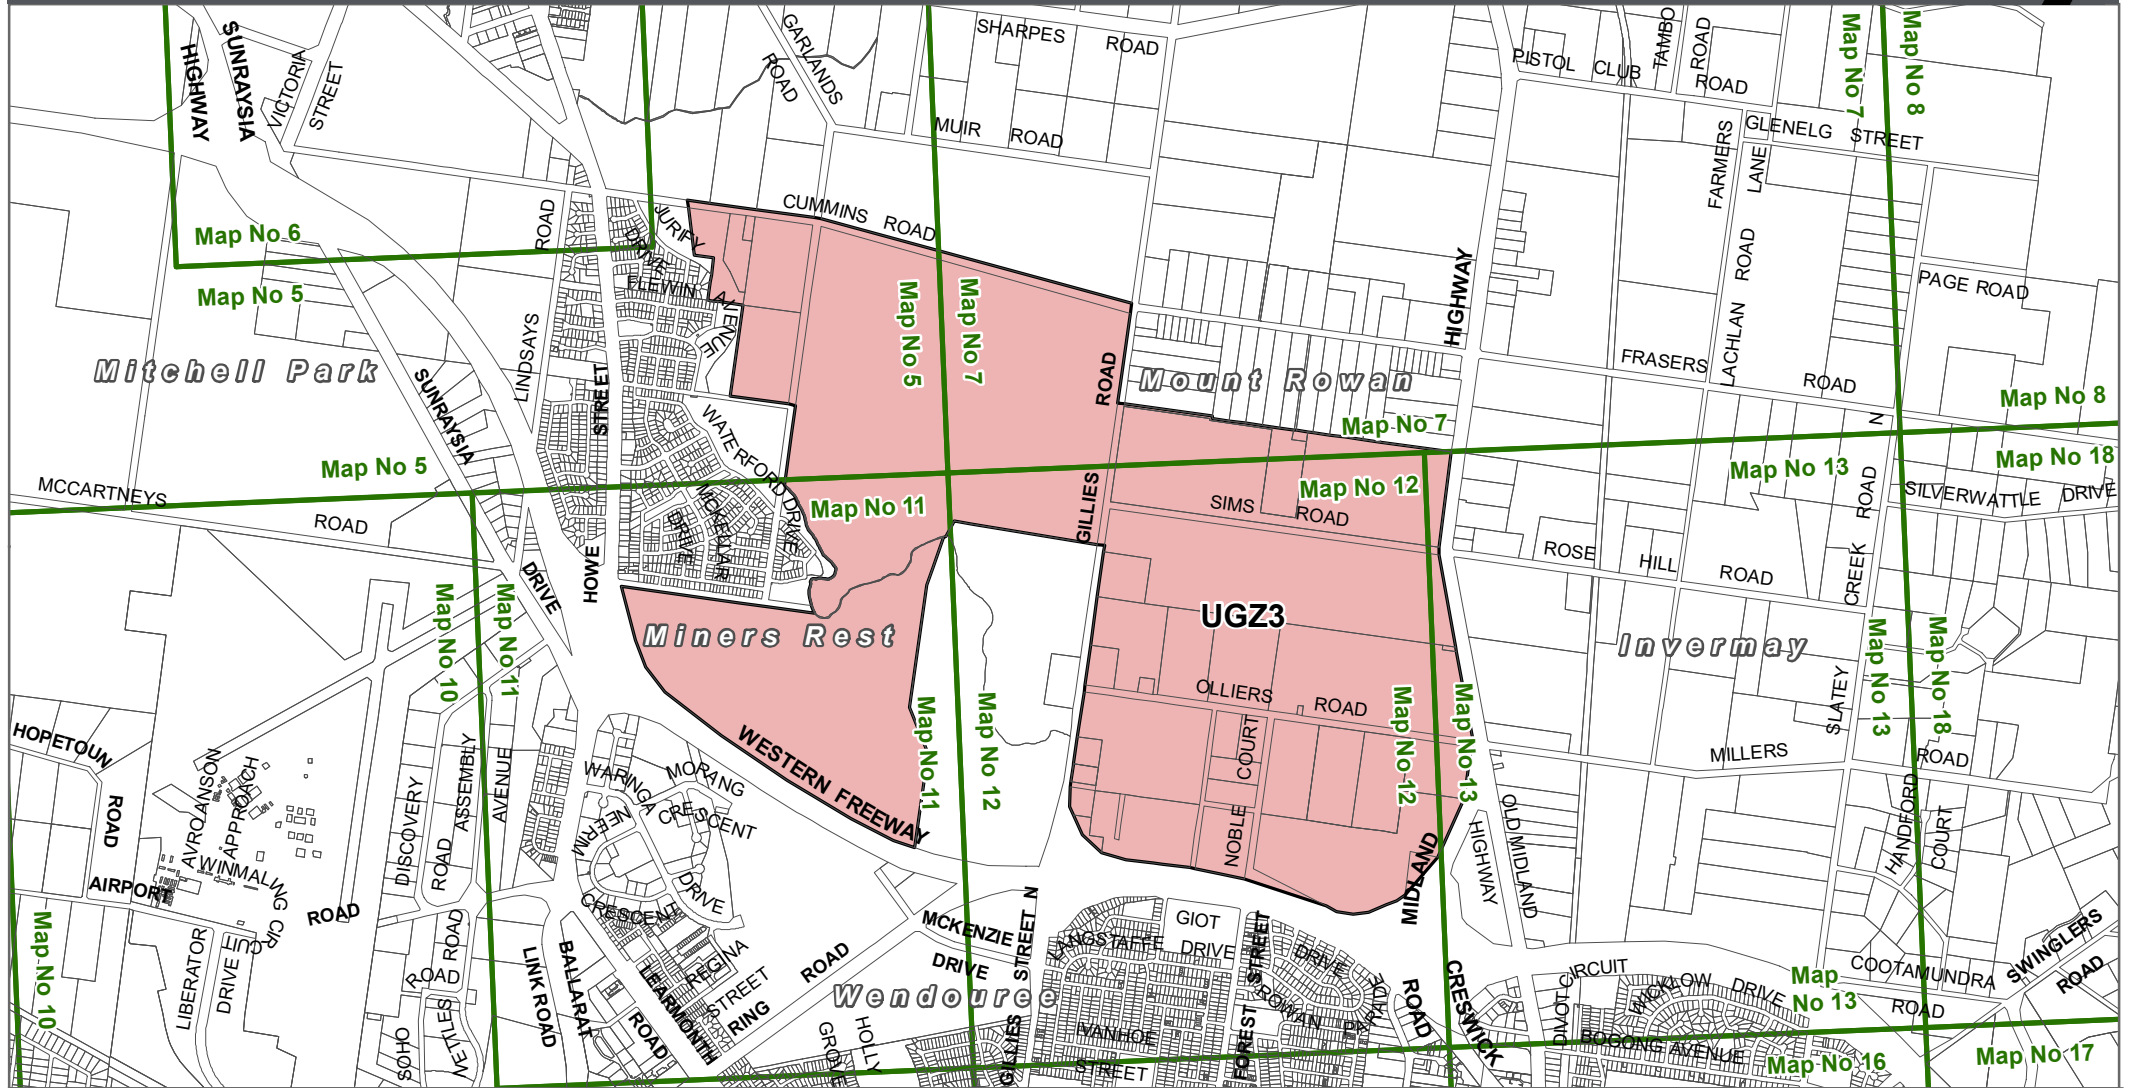 SUNRAYSIA
HIGHWAY
VICTORIA
STREET
GARLANDS
ROAD
SHARPES ROAD
MUIR ROAD
PISTOL CLUB ROAD
TAMBO
ROAD
Map No 7
Map No 8
GLENELG STREET
FARMERS
LANE
Map No 6
Map No 5
LINDSAYS
ROAD
JURIFY
DRIVE
FLEWIN
AVENUE
CUMMINS ROAD
Map No 5
Map No 7
HIGHWAY
LACHLAN ROAD
PAGE ROAD
FRASERS ROAD
Mitchell Park
SUNRAYSIA
DRIVE
STREET
HOWE
ROAD
GILLIES
Mount Rowan
Map No 7
Map No 8
N
Map No 5
WATERFORD DRIVE
MCKELLAR
DRIVE
Map No 11
Map No 12
SIMS ROAD
Map No 13
Map No 18
SILVERWATTLE DRIVE
MCCARTNEYS ROAD
ROSE HILL ROAD
SLATEY
CREEK
ROAD
Map No 10
Map No 11
Miners Rest
UGZ3
Invermay
Map No 13
Map No 18
OLLIERS ROAD
NOBLE
COURT
Map No 11
Map No 12
Map No 12
Map No 13
MILLERS ROAD
HOPETOUN
ROAD
AVRO
ANSON
APPROACH
WINMALNG CIR
CUIT
DISCOVERY
ROAD
ASSEMBLY
AVENUE
WESTERN FREEWAY
WARINGA
DRIVE
MORANG
CRESCENT
NEERIM
CRESCENT
OLD MIDLAND
HIGHWAY
MIDLAND
HANDFORD
COURT
AIRPORT
ROAD
LIBERATOR
DRIVE
Map No 10
ROAD
ROAD
SOHO
NETTLES
LINK ROAD
BALLARAT
LEARMONTH
ROAD
REGINA
STREET
RING ROAD
MCKENZIE
DRIVE
Wendouree
GILLIES STREET N
HOLLY
GROVE
LANGSTAFFE DRIVE
GIOT
DRIVE
FOREST STREET
ROWAN
PARADE
IVANHOE
STREET
ROAD
CRESWICK
DIVOT CIRCUIT
WICKLOW DRIVE
BOGONG AVENUE
Map
No 13
COOTAMUNDRA
ROAD
SWINGLERS
ROAD
Map No 16
Map No 17